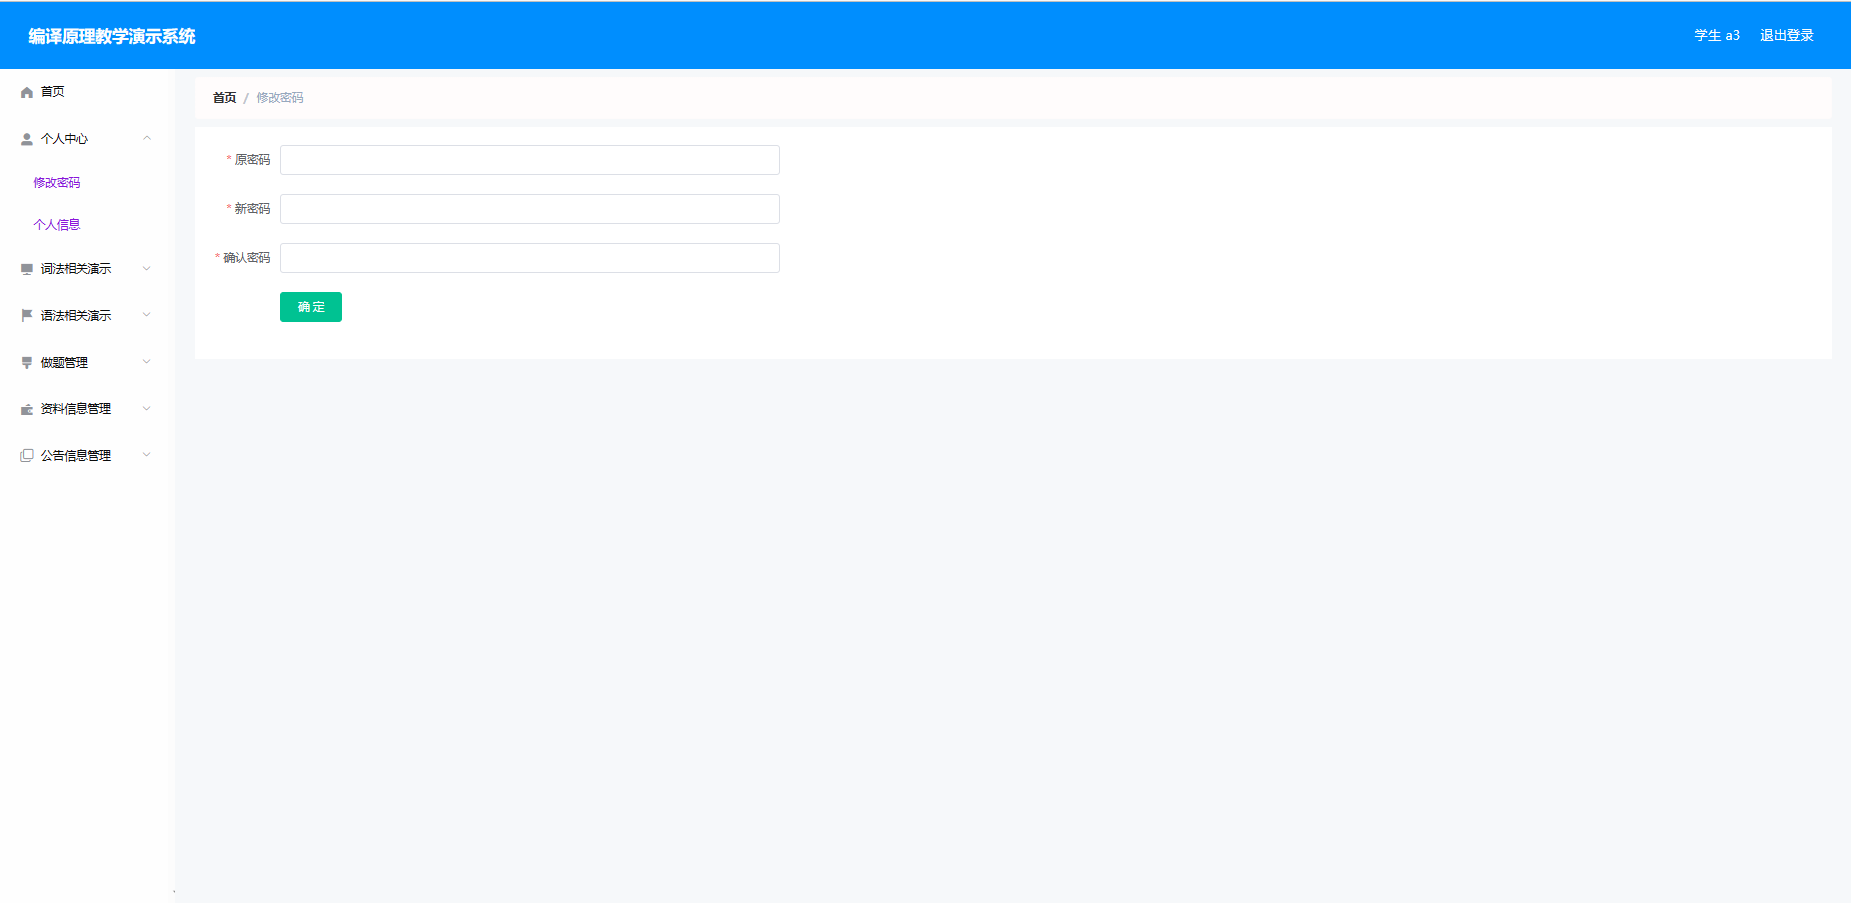 编译原理教学演示系统
学生 a3 退出登录
首页
个人中心
修改密码
个人信息
词法相关演示
语法相关演示
做题管理
资料信息管理
公告信息管理
首页 / 修改密码
* 原密码
* 新密码
* 确认密码
确定